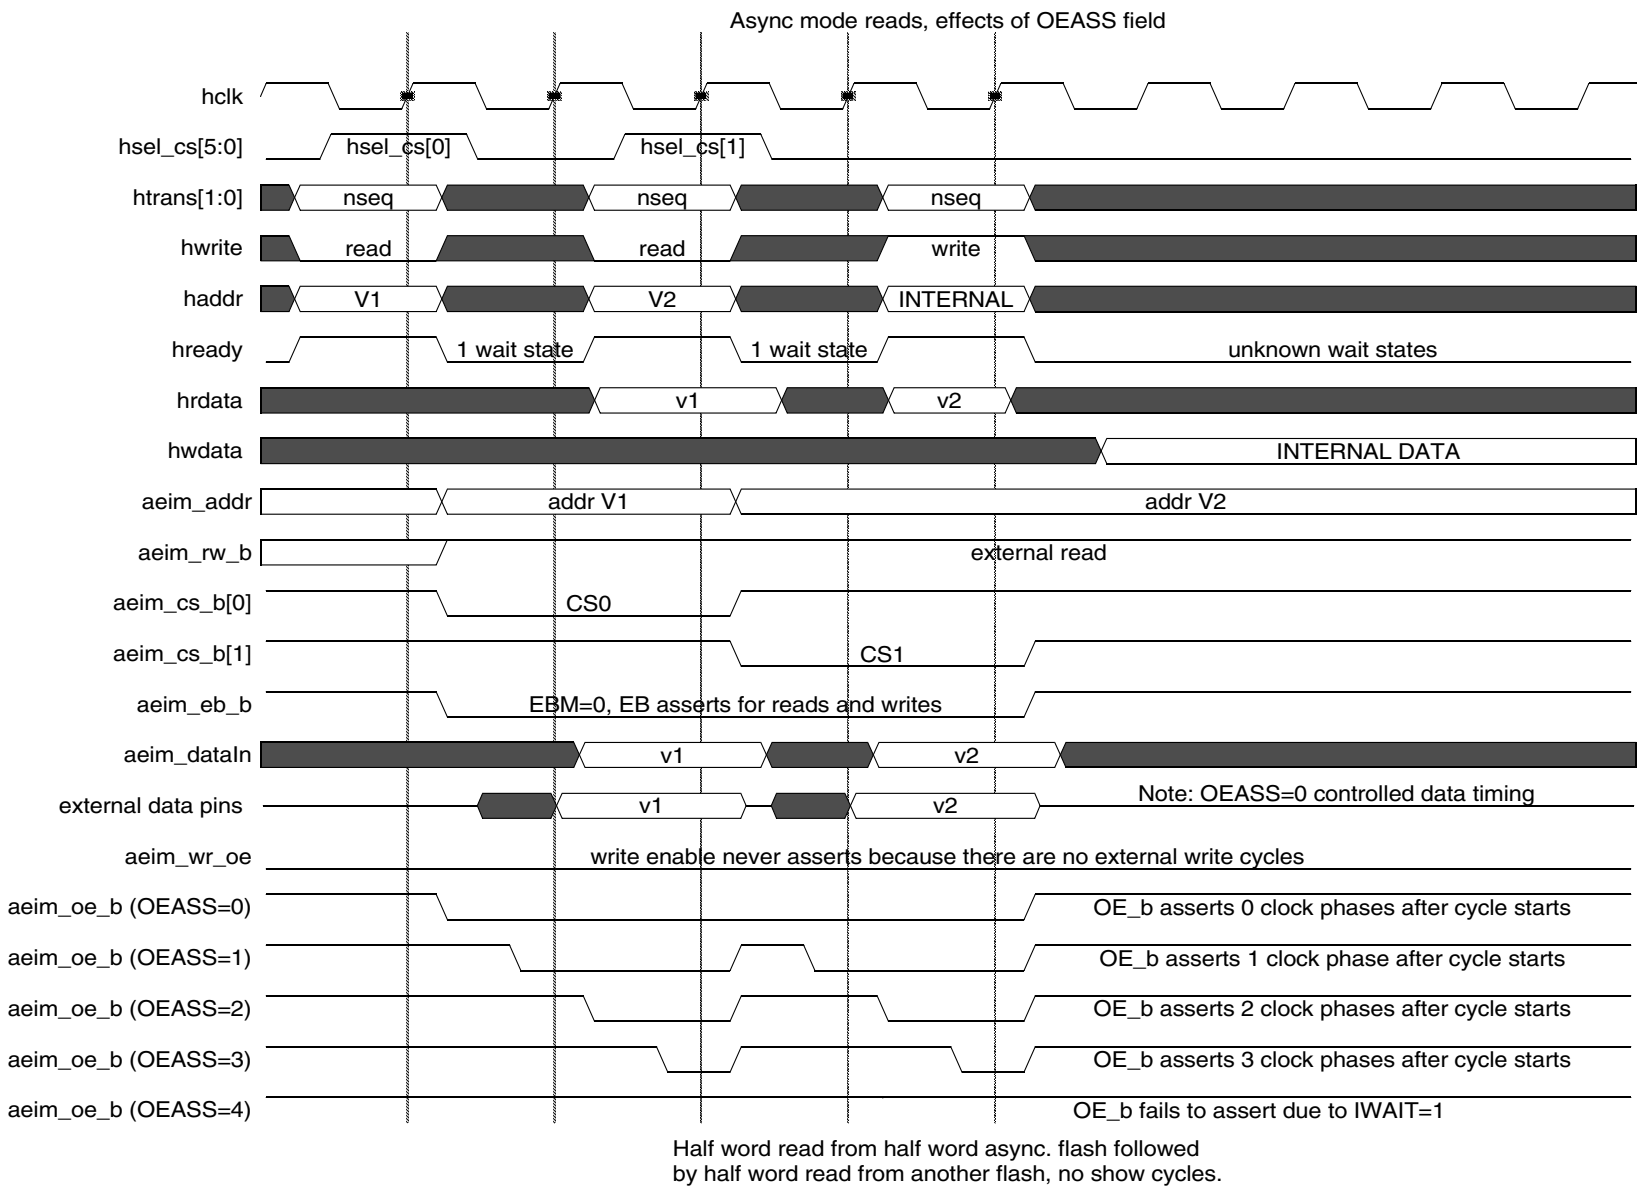 Async mode reads, effects of OEASS field
hclk
hsel_cs[5:0] hsel_cs[0] hsel_cs[1]
htrans[1:0] nseq nseq nseq
hwrite read read write
haddr V1 V2 INTERNAL
hready 1 wait state 1 wait state unknown wait states
hrdata v1 v2
hwdata INTERNAL DATA
aeim_addr addr V1 addr V2
aeim_rw_b external read
aeim_cs_b[0] CS0
aeim_cs_b[1] CS1
aeim_eb_b EBM=0, EB asserts for reads and writes
aeim_dataIn v1 v2
external data pins v1 v2 Note: OEASS=0 controlled data timing
aeim_wr_oe write enable never asserts because there are no external write cycles
aeim_oe_b (OEASS=0) OE_b asserts 0 clock phases after cycle starts
aeim_oe_b (OEASS=1) OE_b asserts 1 clock phase after cycle starts
aeim_oe_b (OEASS=2) OE_b asserts 2 clock phases after cycle starts
aeim_oe_b (OEASS=3) OE_b asserts 3 clock phases after cycle starts
aeim_oe_b (OEASS=4) OE_b fails to assert due to IWAIT=1
Half word read from half word async. flash followed
by half word read from another flash, no show cycles.